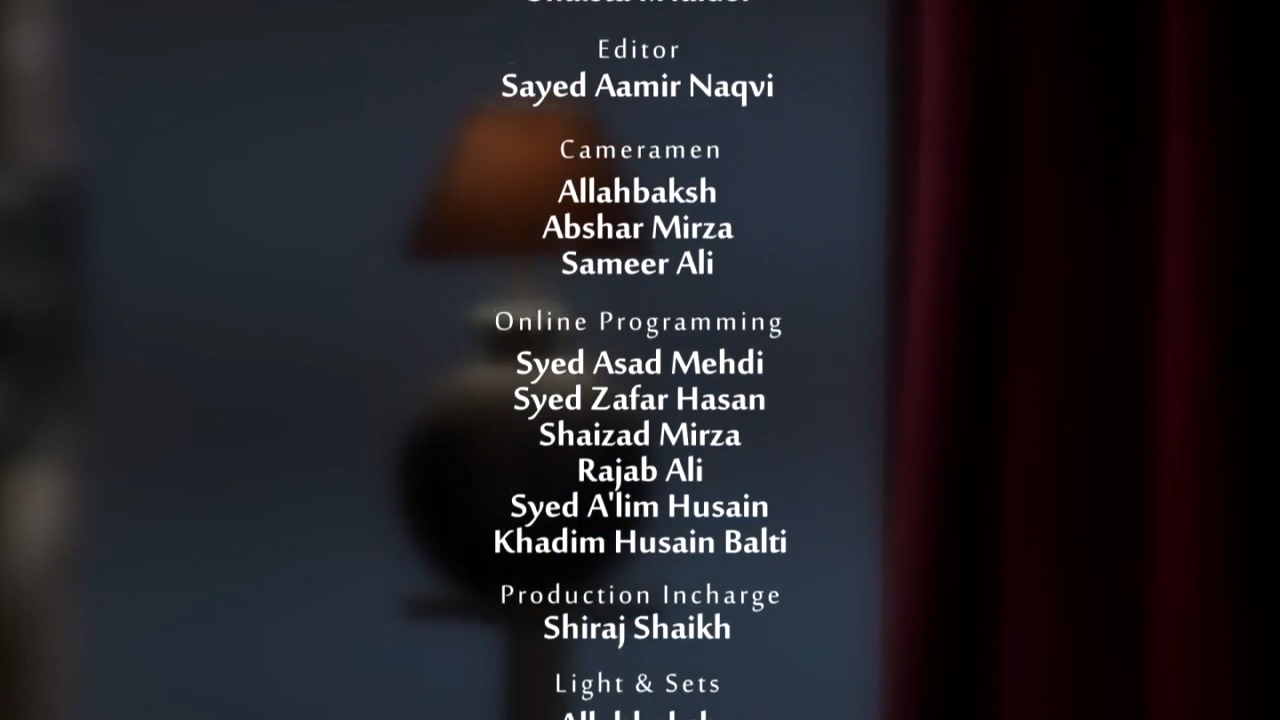 Editor
Sayed Aamir Naqvi
Cameramen
Allahbaksh
Abshar Mirza
Sameer Ali
Online Programming
Syed Asad Mehdi
Syed Zafar Hasan
Shaizad Mirza
Rajab Ali
Syed A'lim Husain
Khadim Husain Balti
Production Incharge
Shiraj Shaikh
Light & Sets